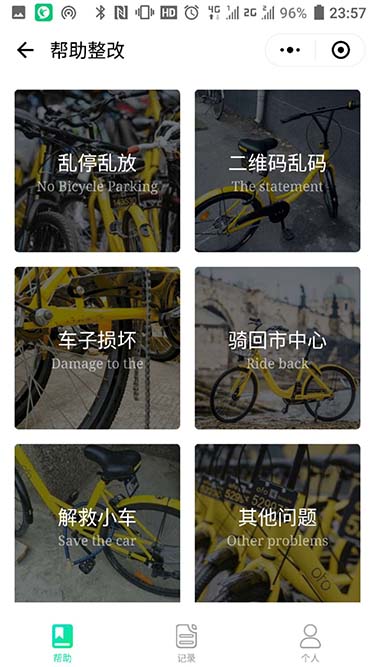 4G 2G 96% 23:57
帮助整改
乱停乱放
No Bicycle Parking
二维码乱码
The statement
车子损坏
Damage to the
骑回市中心
Ride back
解救小车
Save the car
其他问题
Other problems
帮助
记录
个人